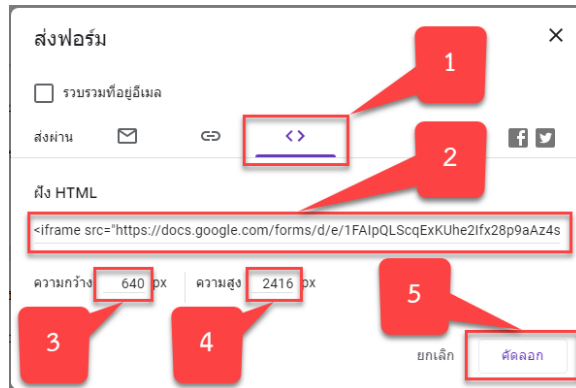 ส่งฟอร์ม
1
รวบรวมที่อยู่อีเมล
ส่งผ่าน
2
ฝัง HTML
<iframe src="https://docs.google.com/forms/d/e/1FAIpQLScqExKUhe2Ifx28p9aAz4s
ความกว้าง 640 px ความสูง 2416 px
3 4 5
ยกเลิก คัดลอก